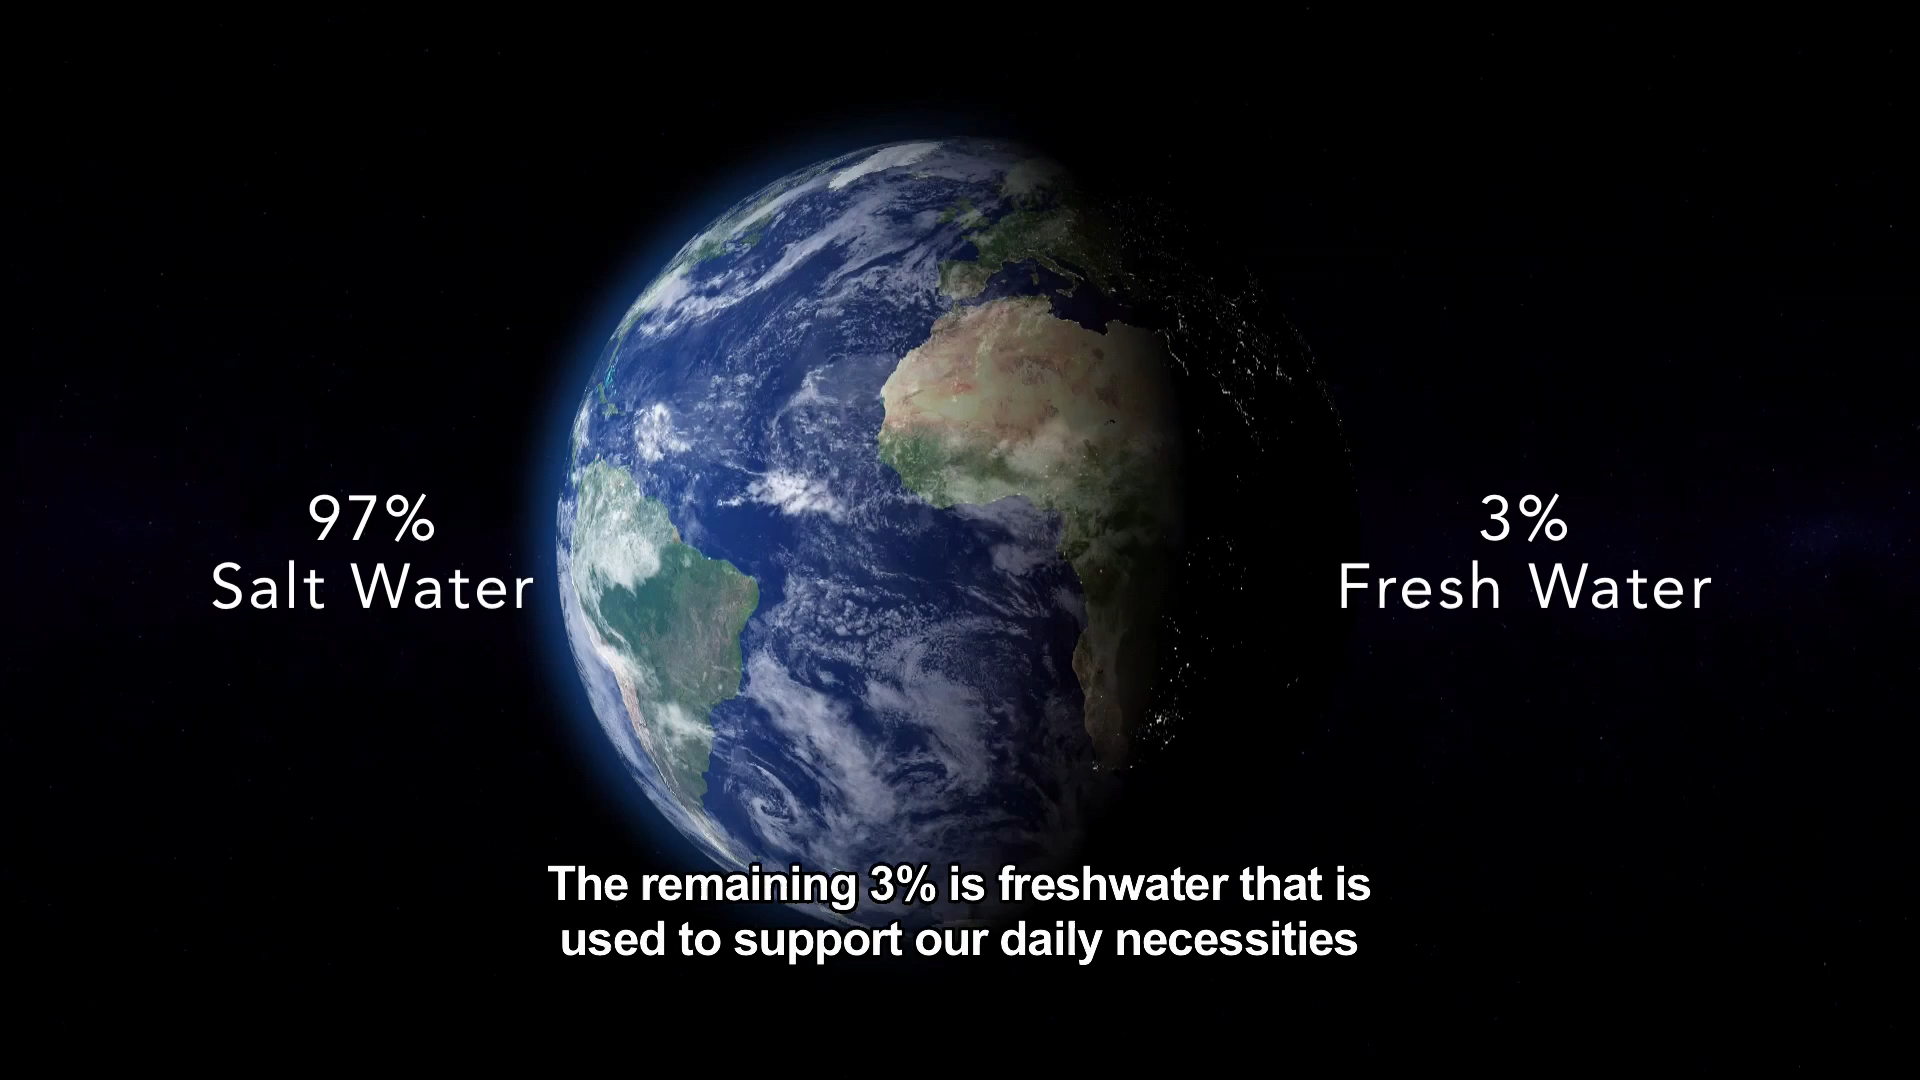 97%
Salt Water
3%
Fresh Water
The remaining 3% is freshwater that is
used to support our daily necessities